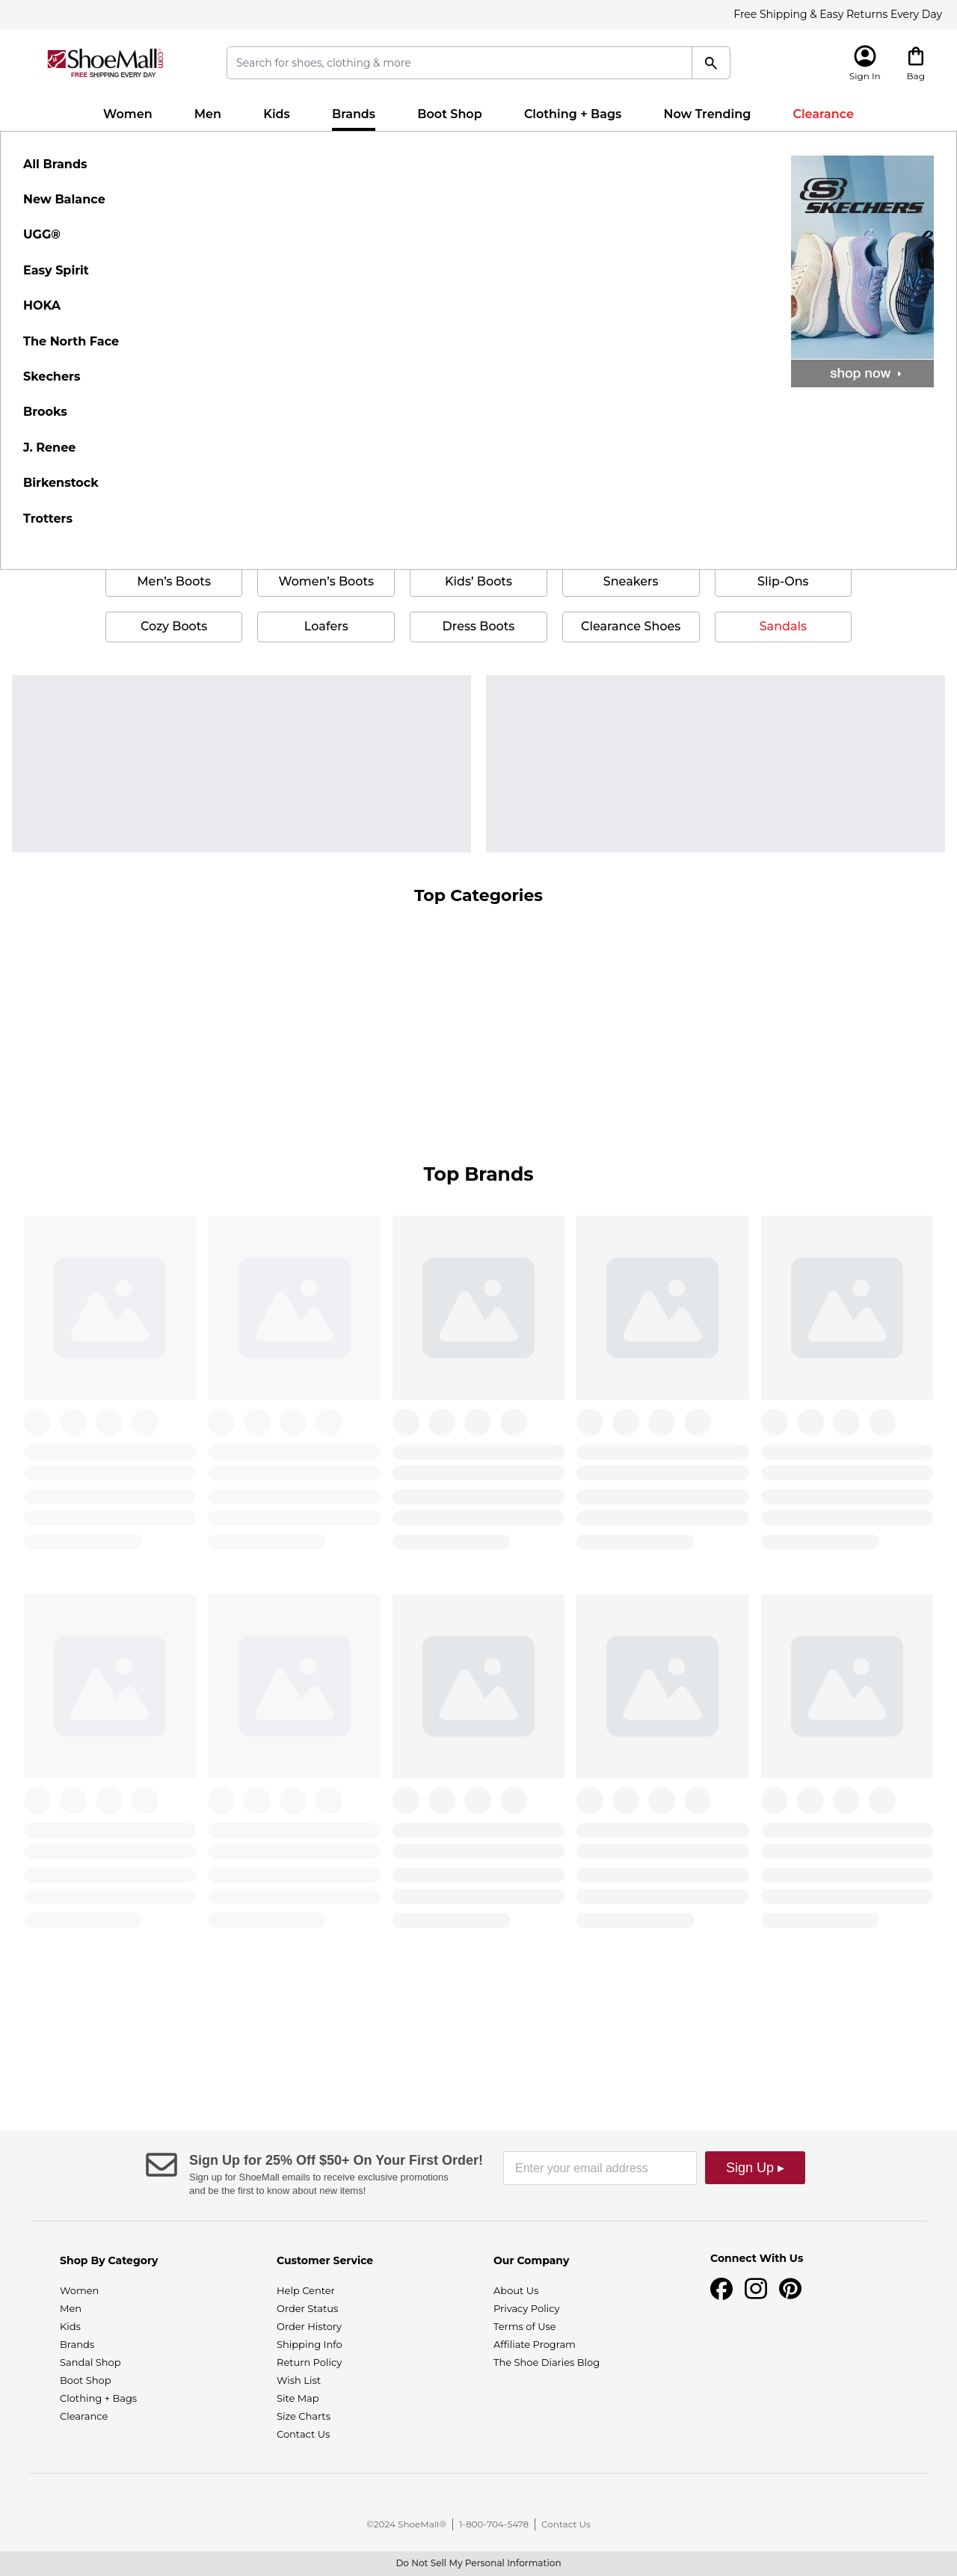 Free Shipping & Easy Returns Every Day
ShoeMall.com
FREE SHIPPING EVERY DAY
Search for shoes, clothing & more
Sign In
Bag
Women
Men
Kids
Brands
Boot Shop
Clothing + Bags
Now Trending
Clearance
All Brands
New Balance
UGG®
Easy Spirit
HOKA
The North Face
Skechers
Brooks
J. Renee
Birkenstock
Trotters
SKECHERS
shop now
Men’s Boots
Women’s Boots
Kids’ Boots
Sneakers
Slip-Ons
Cozy Boots
Loafers
Dress Boots
Clearance Shoes
Sandals
Top Categories
Top Brands
Sign Up for 25% Off $50+ On Your First Order!
Sign up for ShoeMall emails to receive exclusive promotions
and be the first to know about new items!
Enter your email address
Sign Up ▸
Shop By Category
Women
Men
Kids
Brands
Sandal Shop
Boot Shop
Clothing + Bags
Clearance
Customer Service
Help Center
Order Status
Order History
Shipping Info
Return Policy
Wish List
Site Map
Size Charts
Contact Us
Our Company
About Us
Privacy Policy
Terms of Use
Affiliate Program
The Shoe Diaries Blog
Connect With Us
©2024 ShoeMall®
1-800-704-5478
Contact Us
Do Not Sell My Personal Information